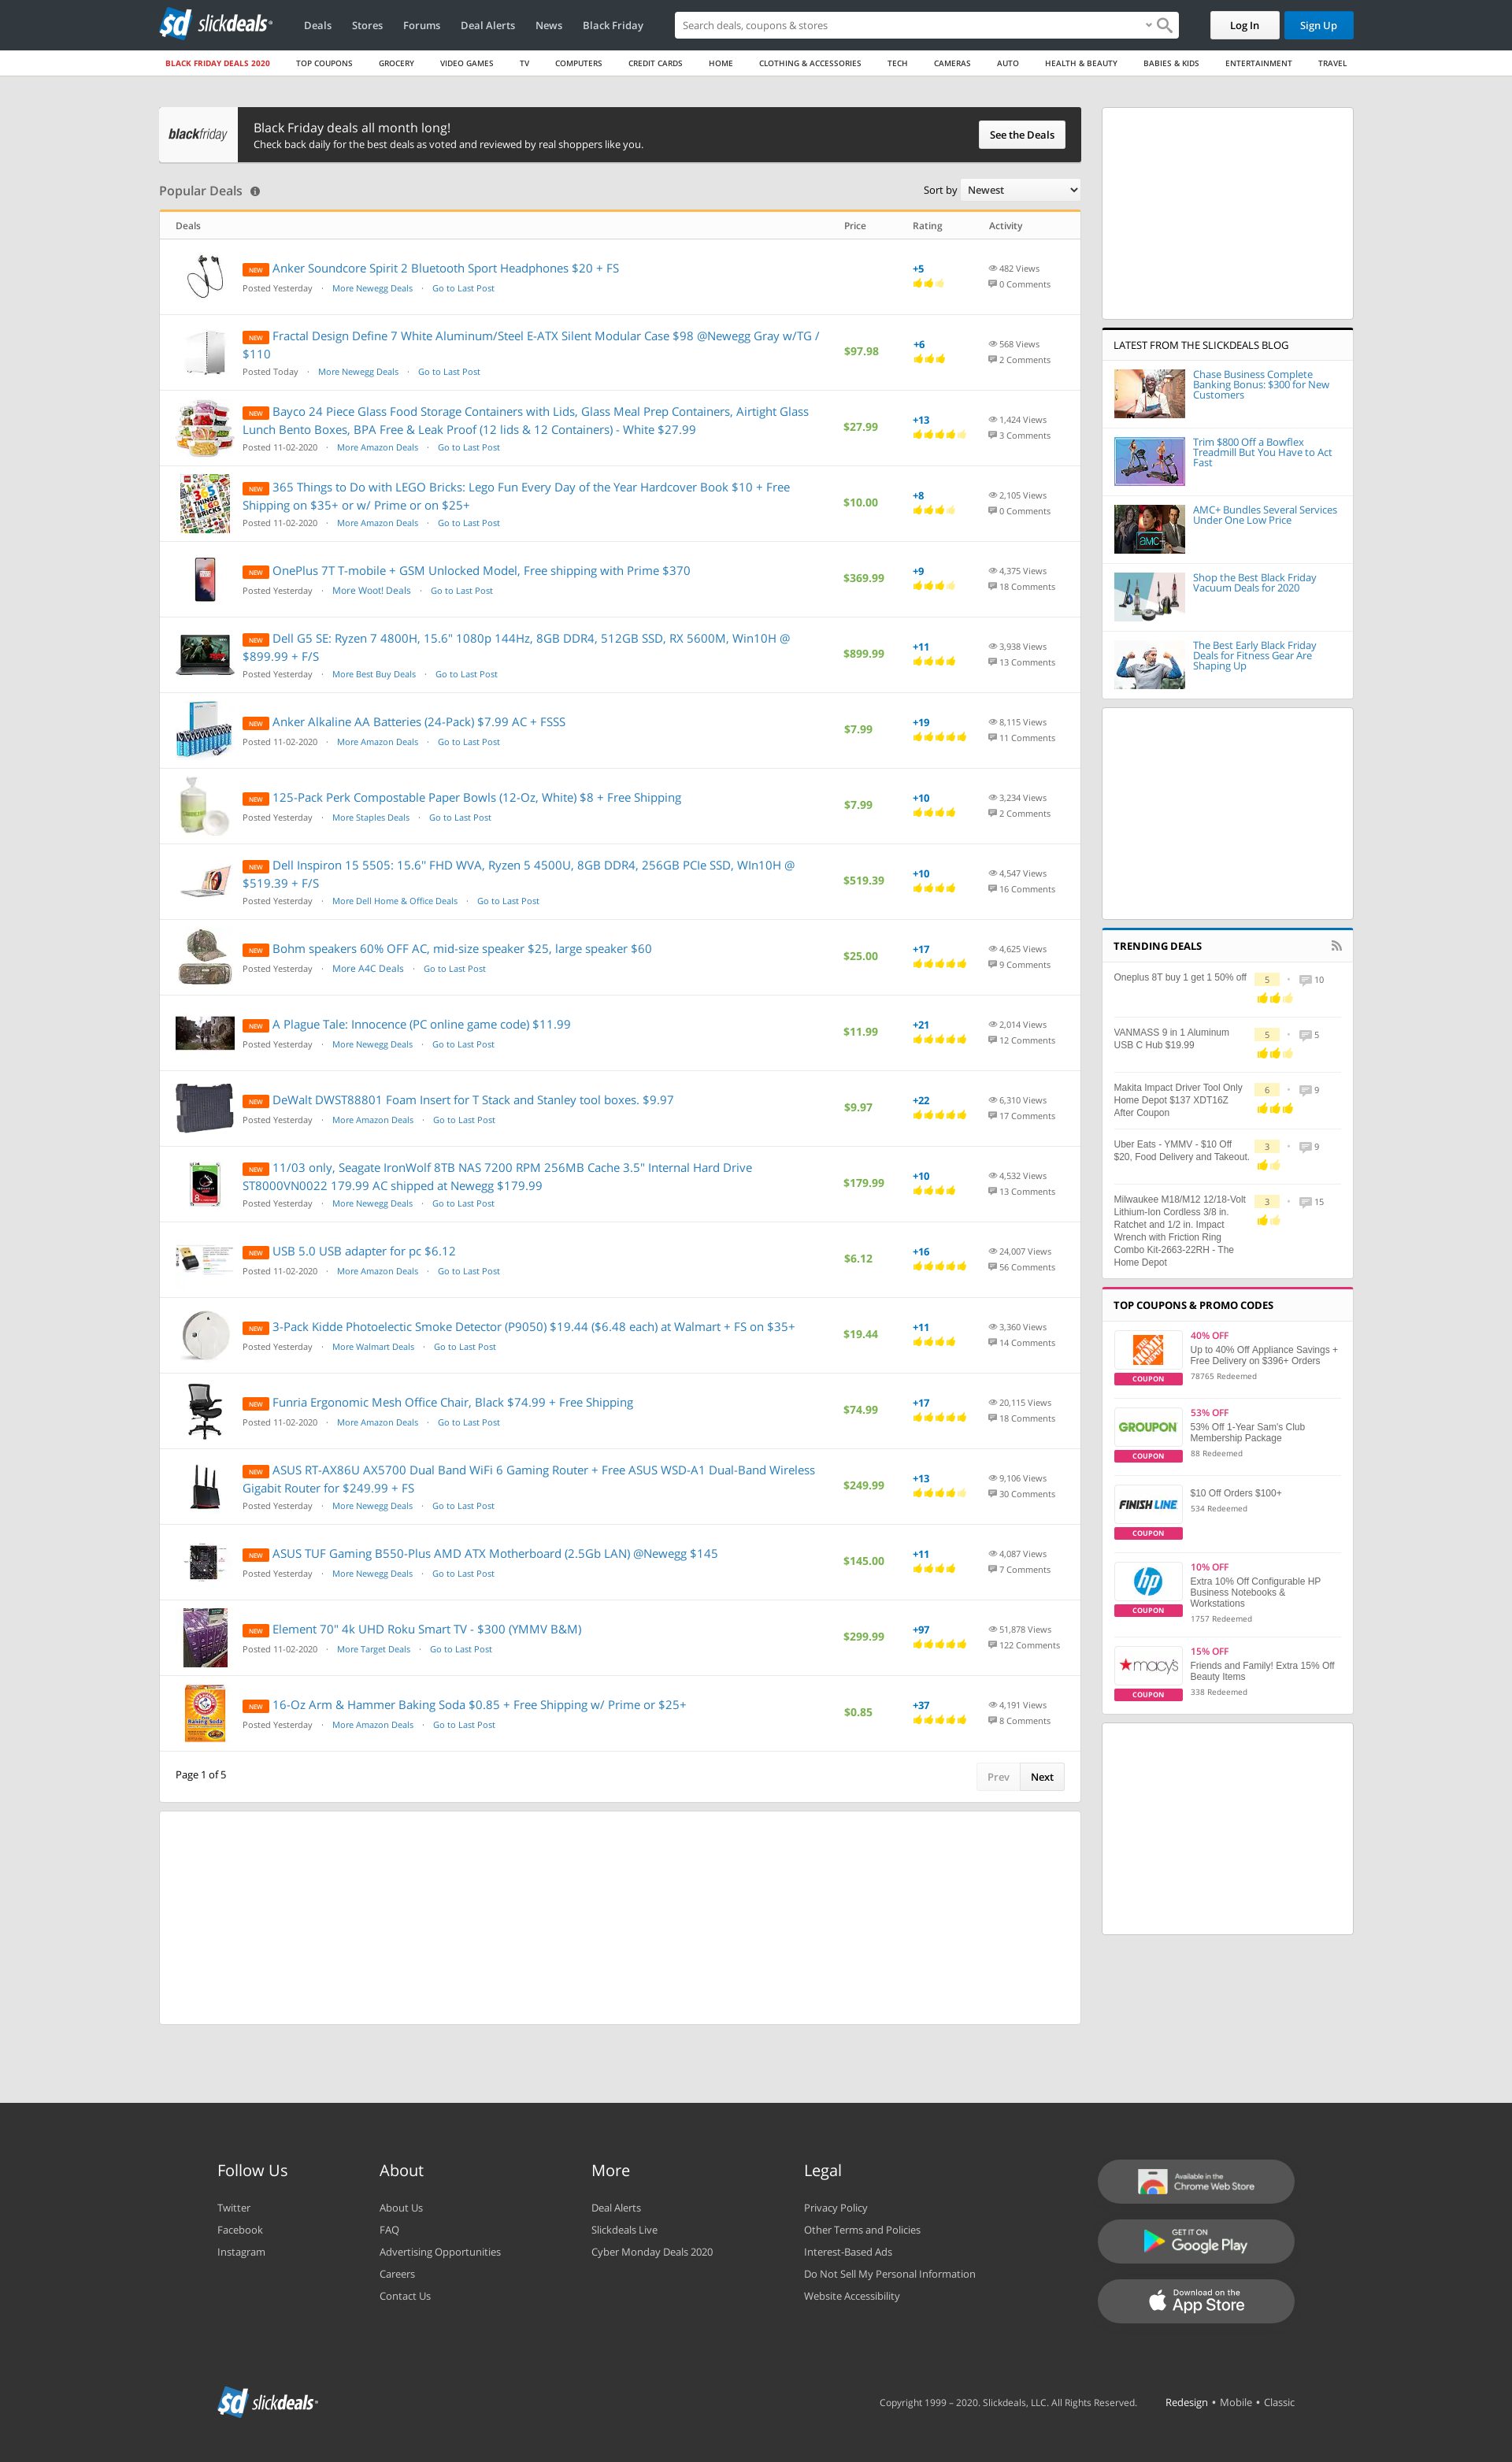 sd slickdeals
Deals Stores Forums Deal Alerts News Black Friday
Search deals, coupons & stores
Log In Sign Up
BLACK FRIDAY DEALS 2020 TOP COUPONS GROCERY VIDEO GAMES TV COMPUTERS CREDIT CARDS HOME CLOTHING & ACCESSORIES TECH CAMERAS AUTO HEALTH & BEAUTY BABIES & KIDS ENTERTAINMENT TRAVEL
blackfriday
Black Friday deals all month long!
Check back daily for the best deals as voted and reviewed by real shoppers like you.
See the Deals
Popular Deals
Sort by Newest
Deals Price Rating Activity
NEW Anker Soundcore Spirit 2 Bluetooth Sport Headphones $20 + FS
Posted Yesterday · More Newegg Deals · Go to Last Post
+5
482 Views
0 Comments
NEW Fractal Design Define 7 White Aluminum/Steel E-ATX Silent Modular Case $98 @Newegg Gray w/TG /
$110
Posted Today · More Newegg Deals · Go to Last Post
$97.98
+6
568 Views
2 Comments
NEW Bayco 24 Piece Glass Food Storage Containers with Lids, Glass Meal Prep Containers, Airtight Glass
Lunch Bento Boxes, BPA Free & Leak Proof (12 lids & 12 Containers) - White $27.99
Posted 11-02-2020 · More Amazon Deals · Go to Last Post
$27.99
+13
1,424 Views
3 Comments
365 THINGS LEGO BRICKS
NEW 365 Things to Do with LEGO Bricks: Lego Fun Every Day of the Year Hardcover Book $10 + Free
Shipping on $35+ or w/ Prime or on $25+
Posted 11-02-2020 · More Amazon Deals · Go to Last Post
$10.00
+8
2,105 Views
0 Comments
NEW OnePlus 7T T-mobile + GSM Unlocked Model, Free shipping with Prime $370
Posted Yesterday · More Woot! Deals · Go to Last Post
$369.99
+9
4,375 Views
18 Comments
NEW Dell G5 SE: Ryzen 7 4800H, 15.6" 1080p 144Hz, 8GB DDR4, 512GB SSD, RX 5600M, Win10H @
$899.99 + F/S
Posted Yesterday · More Best Buy Deals · Go to Last Post
$899.99
+11
3,938 Views
13 Comments
NEW Anker Alkaline AA Batteries (24-Pack) $7.99 AC + FSSS
Posted 11-02-2020 · More Amazon Deals · Go to Last Post
$7.99
+19
8,115 Views
11 Comments
NEW 125-Pack Perk Compostable Paper Bowls (12-Oz, White) $8 + Free Shipping
Posted Yesterday · More Staples Deals · Go to Last Post
$7.99
+10
3,234 Views
2 Comments
NEW Dell Inspiron 15 5505: 15.6" FHD WVA, Ryzen 5 4500U, 8GB DDR4, 256GB PCIe SSD, WIn10H @
$519.39 + F/S
Posted Yesterday · More Dell Home & Office Deals · Go to Last Post
$519.39
+10
4,547 Views
16 Comments
NEW Bohm speakers 60% OFF AC, mid-size speaker $25, large speaker $60
Posted Yesterday · More A4C Deals · Go to Last Post
$25.00
+17
4,625 Views
9 Comments
NEW A Plague Tale: Innocence (PC online game code) $11.99
Posted Yesterday · More Newegg Deals · Go to Last Post
$11.99
+21
2,014 Views
12 Comments
NEW DeWalt DWST88801 Foam Insert for T Stack and Stanley tool boxes. $9.97
Posted Yesterday · More Amazon Deals · Go to Last Post
$9.97
+22
6,310 Views
17 Comments
NEW 11/03 only, Seagate IronWolf 8TB NAS 7200 RPM 256MB Cache 3.5" Internal Hard Drive
ST8000VN0022 179.99 AC shipped at Newegg $179.99
Posted Yesterday · More Newegg Deals · Go to Last Post
$179.99
+10
4,532 Views
13 Comments
NEW USB 5.0 USB adapter for pc $6.12
Posted 11-02-2020 · More Amazon Deals · Go to Last Post
$6.12
+16
24,007 Views
56 Comments
NEW 3-Pack Kidde Photoelectic Smoke Detector (P9050) $19.44 ($6.48 each) at Walmart + FS on $35+
Posted Yesterday · More Walmart Deals · Go to Last Post
$19.44
+11
3,360 Views
14 Comments
NEW Funria Ergonomic Mesh Office Chair, Black $74.99 + Free Shipping
Posted 11-02-2020 · More Amazon Deals · Go to Last Post
$74.99
+17
20,115 Views
18 Comments
NEW ASUS RT-AX86U AX5700 Dual Band WiFi 6 Gaming Router + Free ASUS WSD-A1 Dual-Band Wireless
Gigabit Router for $249.99 + FS
Posted Yesterday · More Newegg Deals · Go to Last Post
$249.99
+13
9,106 Views
30 Comments
NEW ASUS TUF Gaming B550-Plus AMD ATX Motherboard (2.5Gb LAN) @Newegg $145
Posted Yesterday · More Newegg Deals · Go to Last Post
$145.00
+11
4,087 Views
7 Comments
NEW Element 70" 4k UHD Roku Smart TV - $300 (YMMV B&M)
Posted 11-02-2020 · More Target Deals · Go to Last Post
$299.99
+97
51,878 Views
122 Comments
NEW 16-Oz Arm & Hammer Baking Soda $0.85 + Free Shipping w/ Prime or $25+
Posted Yesterday · More Amazon Deals · Go to Last Post
$0.85
+37
4,191 Views
8 Comments
Page 1 of 5
Prev Next
LATEST FROM THE SLICKDEALS BLOG
Chase Business Complete
Banking Bonus: $300 for New
Customers
Trim $800 Off a Bowflex
Treadmill But You Have to Act
Fast
amc+
AMC+ Bundles Several Services
Under One Low Price
Shop the Best Black Friday
Vacuum Deals for 2020
The Best Early Black Friday
Deals for Fitness Gear Are
Shaping Up
TRENDING DEALS
Oneplus 8T buy 1 get 1 50% off
5 • 10
VANMASS 9 in 1 Aluminum
USB C Hub $19.99
5 • 5
Makita Impact Driver Tool Only
Home Depot $137 XDT16Z
After Coupon
6 • 9
Uber Eats - YMMV - $10 Off
$20, Food Delivery and Takeout.
3 • 9
Milwaukee M18/M12 12/18-Volt
Lithium-Ion Cordless 3/8 in.
Ratchet and 1/2 in. Impact
Wrench with Friction Ring
Combo Kit-2663-22RH - The
Home Depot
3 • 15
TOP COUPONS & PROMO CODES
THE HOME DEPOT
COUPON
40% OFF
Up to 40% Off Appliance Savings +
Free Delivery on $396+ Orders
78765 Redeemed
GROUPON
COUPON
53% OFF
53% Off 1-Year Sam's Club
Membership Package
88 Redeemed
FINISH LINE
COUPON
$10 Off Orders $100+
534 Redeemed
hp
COUPON
10% OFF
Extra 10% Off Configurable HP
Business Notebooks &
Workstations
1757 Redeemed
macy's
COUPON
15% OFF
Friends and Family! Extra 15% Off
Beauty Items
338 Redeemed
Follow Us
Twitter
Facebook
Instagram
About
About Us
FAQ
Advertising Opportunities
Careers
Contact Us
More
Deal Alerts
Slickdeals Live
Cyber Monday Deals 2020
Legal
Privacy Policy
Other Terms and Policies
Interest-Based Ads
Do Not Sell My Personal Information
Website Accessibility
Available in the
Chrome Web Store
GET IT ON
Google Play
Download on the
App Store
sd slickdeals
Copyright 1999 – 2020. Slickdeals, LLC. All Rights Reserved.
Redesign • Mobile • Classic